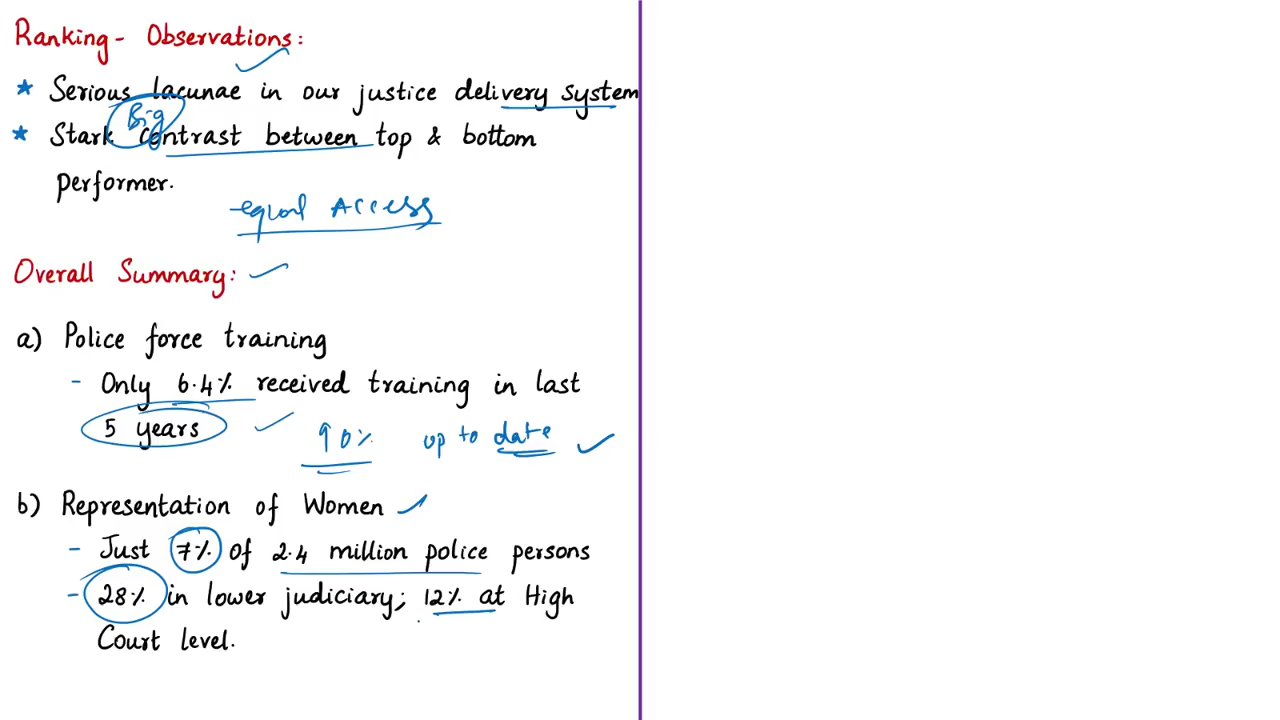 Ranking - Observations:
* Serious lacunae in our justice delivery system
Big
* Stark contrast between top & bottom
performer.
equal Access
Overall Summary:
a) Police force training
- Only 6.4% received training in last
5 years
90% up to date
b) Representation of Women
- Just 7% of 2.4 million police persons
- 28% in lower judiciary; 12% at High
Court level.